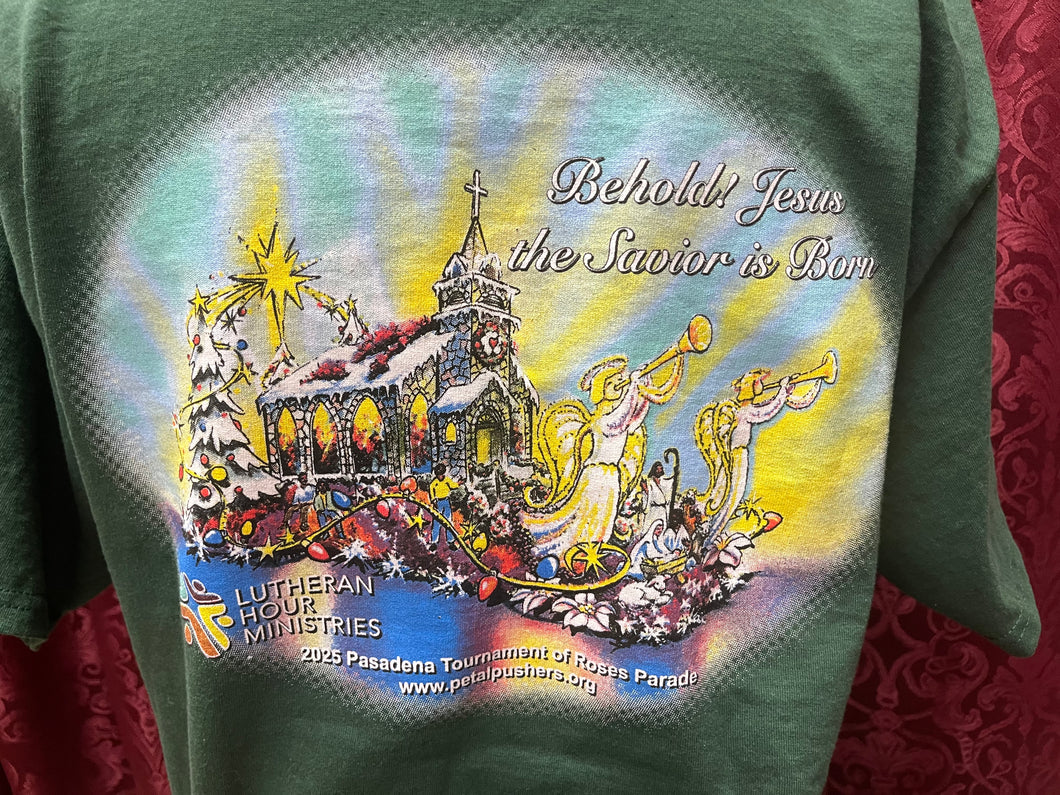 Behold! Jesus
the Savior is Born
LUTHERAN
HOUR
MINISTRIES
2025 Pasadena Tournament of Roses Parade
www.petalpushers.org